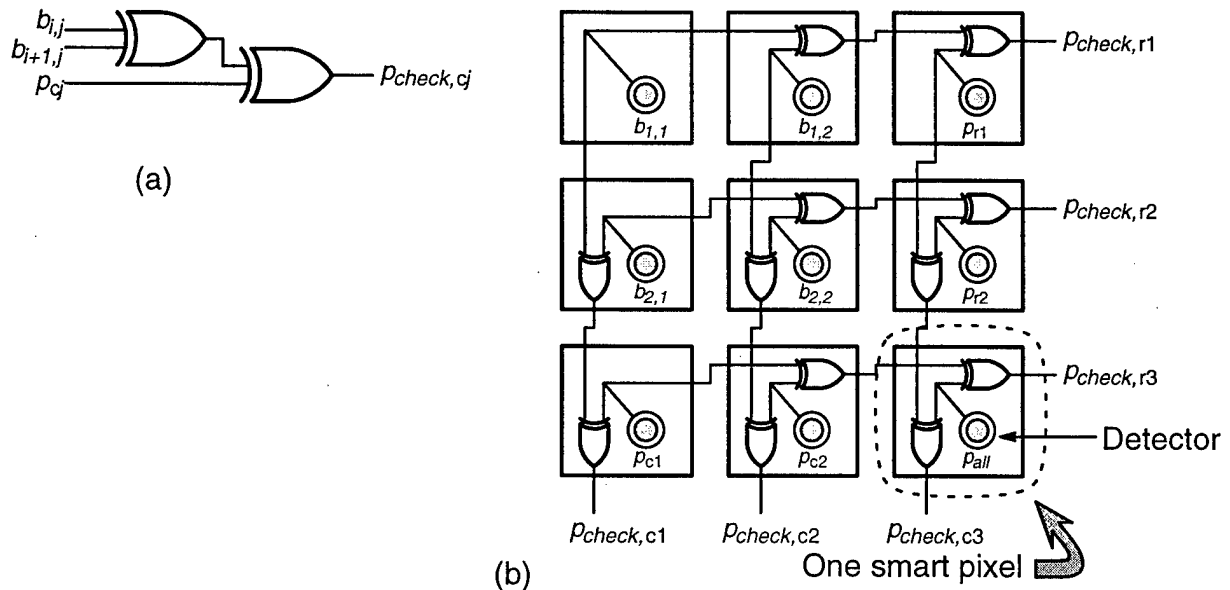 b_{i,j}
b_{i+1,j}
p_{cj}
p_{check,cj}
(a)
b_{1,1}
b_{1,2}
p_{r1}
p_{check,r1}
b_{2,1}
b_{2,2}
p_{r2}
p_{check,r2}
p_{c1}
p_{c2}
p_{all}
p_{check,r3}
Detector
p_{check,c1}
p_{check,c2}
p_{check,c3}
One smart pixel
(b)